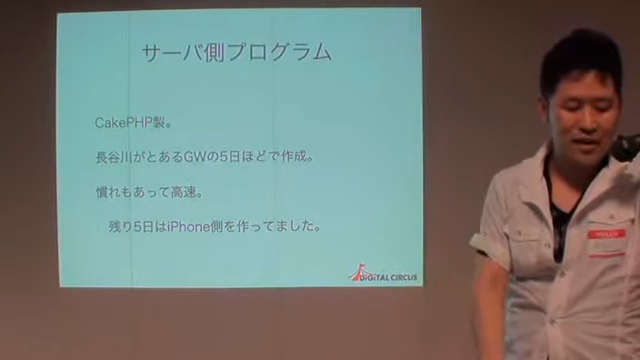 サーバ側プログラム
CakePHP製。
長谷川がとあるGWの5日ほどで作成。
慣れもあって高速。
残り5日はiPhone側を作ってました。
DiGiTAL CIRCUS